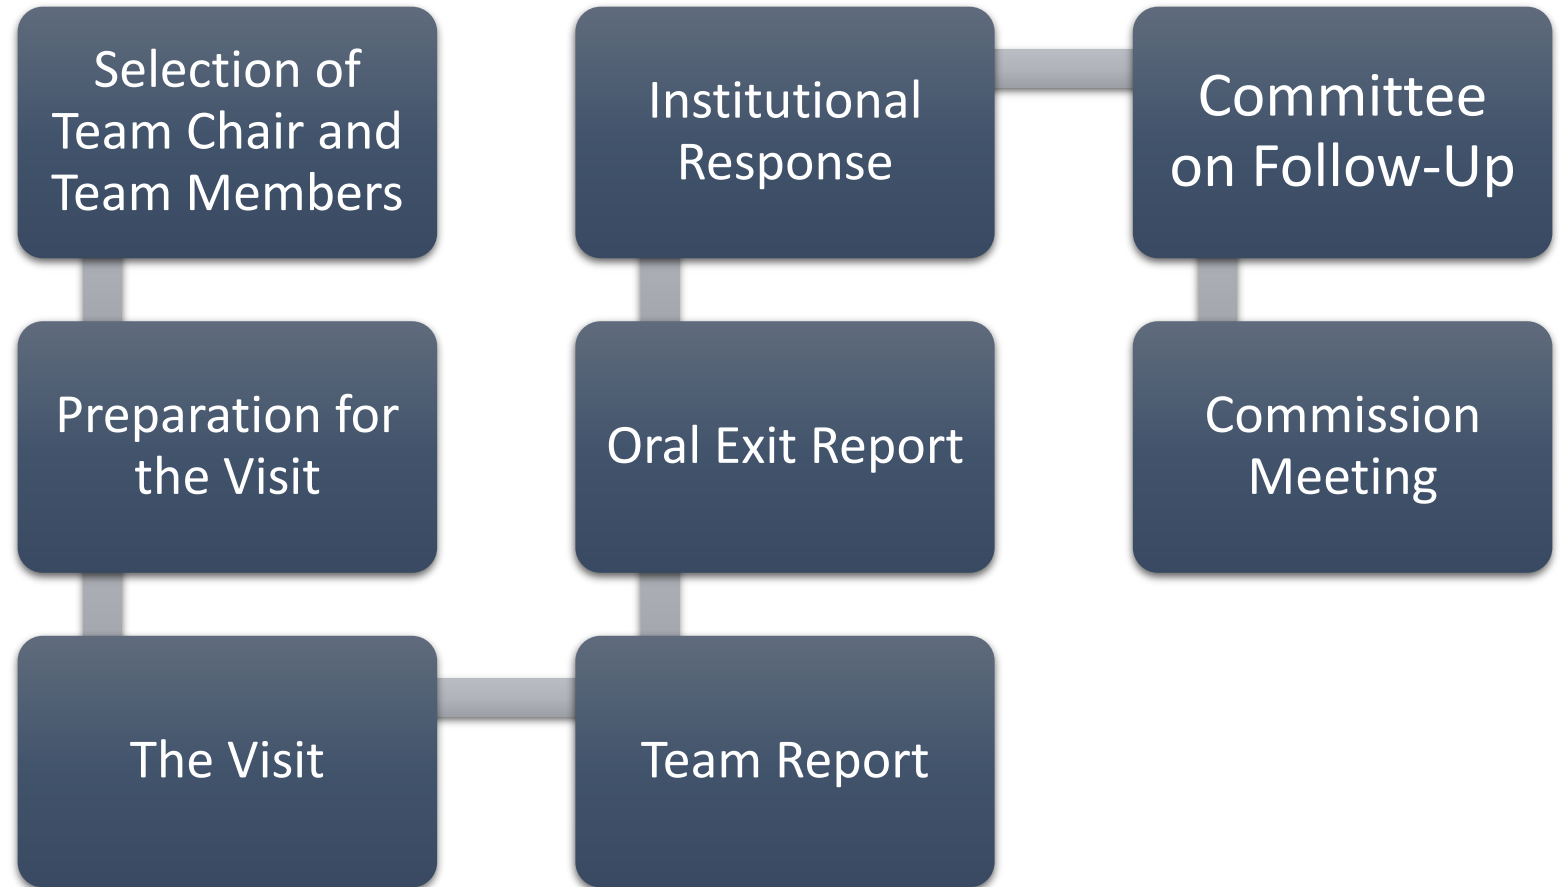 Selection of
Team Chair and
Team Members
Preparation for
the Visit
The Visit
Team Report
Oral Exit Report
Institutional
Response
Committee
on Follow-Up
Commission
Meeting